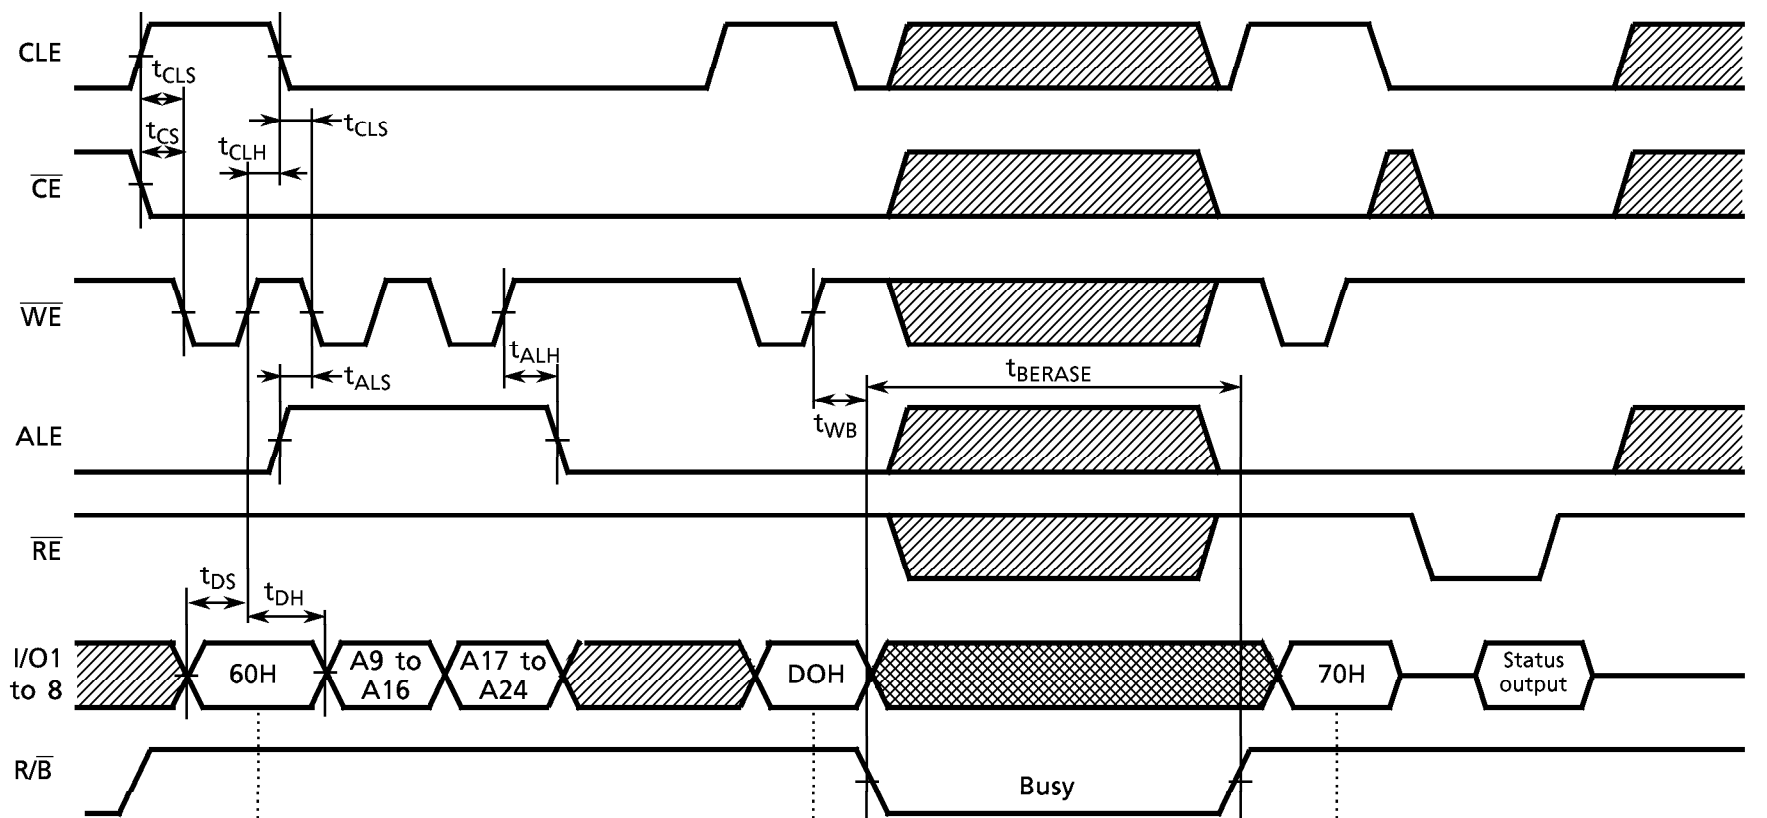 CLE
tCLS
tCLS
tCS
tCLH
CE
WE
tALH
tALS
tBERASE
tWB
ALE
RE
tDS
tDH
I/O1
to 8
60H
A9 to
A16
A17 to
A24
DOH
70H
Status
output
R/B
Busy